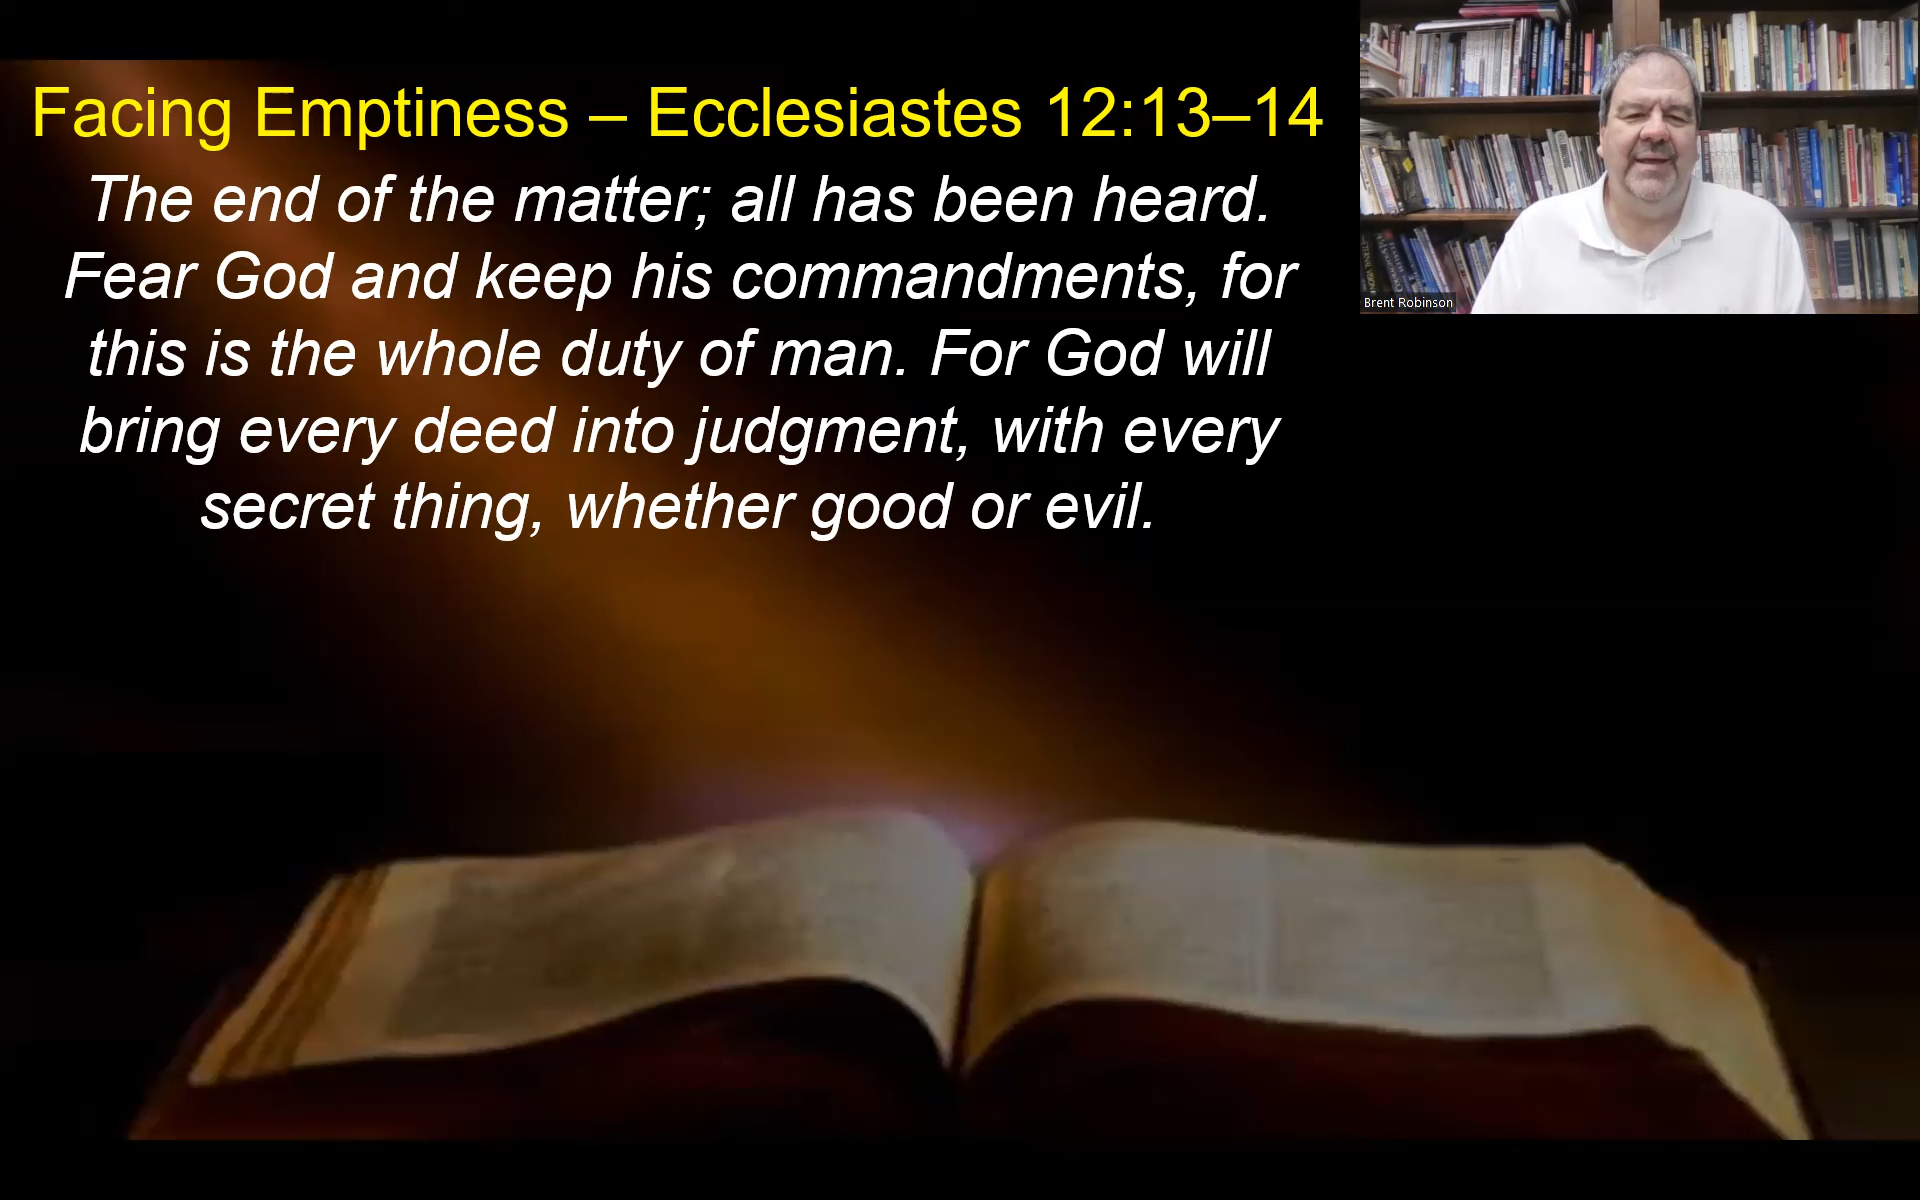 Facing Emptiness – Ecclesiastes 12:13–14
The end of the matter; all has been heard.
Fear God and keep his commandments, for
this is the whole duty of man. For God will
bring every deed into judgment, with every
secret thing, whether good or evil.
Brent Robinson